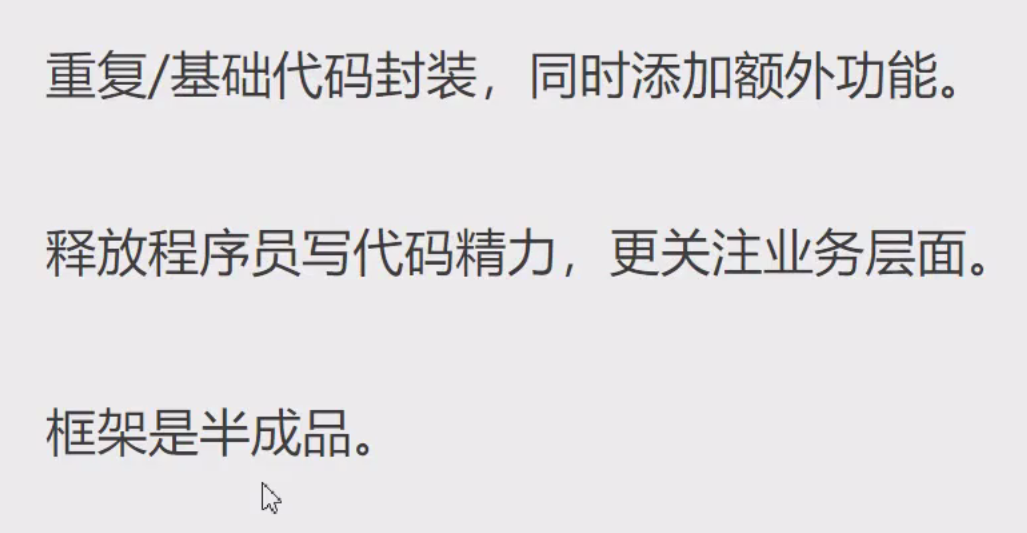 重复/基础代码封装，同时添加额外功能。
释放程序员写代码精力，更关注业务层面。
框架是半成品。